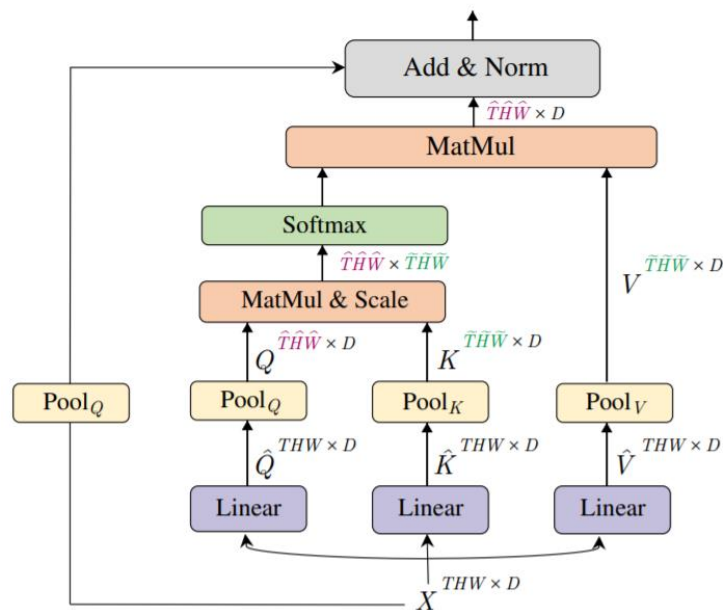 Add & Norm
T̂ĤŴ × D
MatMul
Softmax
T̂ĤŴ × T̃H̃W̃
V T̃H̃W̃ × D
MatMul & Scale
Q T̂ĤŴ × D
K T̃H̃W̃ × D
PoolQ
PoolQ
PoolK
PoolV
Q̂ THW × D
K̂ THW × D
V̂ THW × D
Linear
Linear
Linear
X THW × D